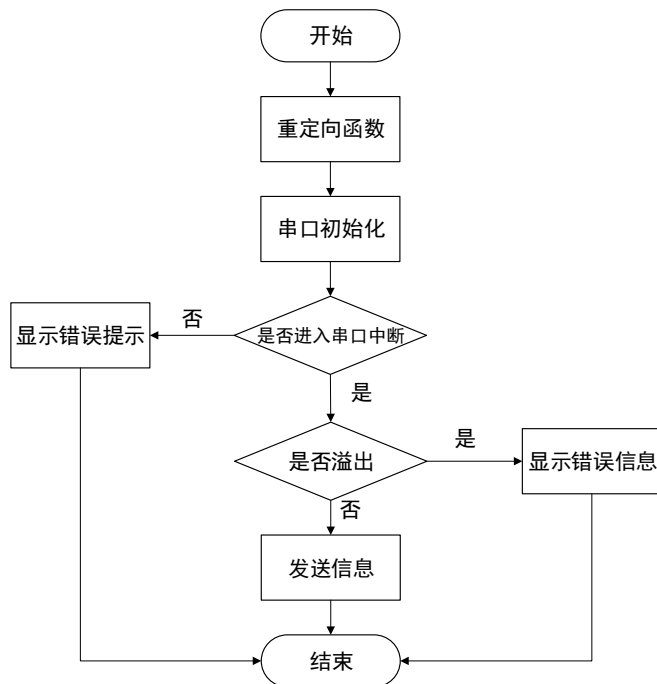 开始
重定向函数
串口初始化
否
显示错误提示
是否进入串口中断
是
是
是否溢出
显示错误信息
否
发送信息
结束